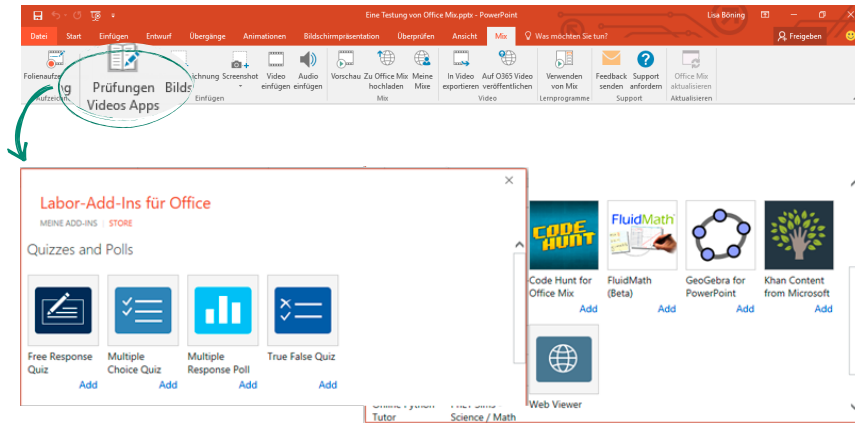 Eine Testung von Office Mix.pptx - PowerPoint
Lisa Böning
Datei Start Einfügen Entwurf Übergänge Animationen Bildschirmpräsentation Überprüfen Ansicht Mix Was möchten Sie tun? Freigeben
Prüfungen
Videos Apps
Screenshot
Video einfügen
Audio einfügen
Vorschau
Zu Office Mix hochladen
Meine Mixe
In Video exportieren
Auf O365 Video veröffentlichen
Verwenden von Mix
Feedback senden
Support anfordern
Office Mix aktualisieren
Einfügen
Mix
Video
Lernprogramme
Support
Aktualisieren
Labor-Add-Ins für Office
MEINE ADD-INS | STORE
Quizzes and Polls
Free Response
Quiz
Add
Multiple
Choice Quiz
Add
Multiple
Response Poll
Add
True False Quiz
Add
CODE
HUNT
Code Hunt for
Office Mix
Add
FluidMath
FluidMath
(Beta)
Add
GeoGebra for
PowerPoint
Add
Khan Content
from Microsoft
Add
Web Viewer
Tutor
Science / Math